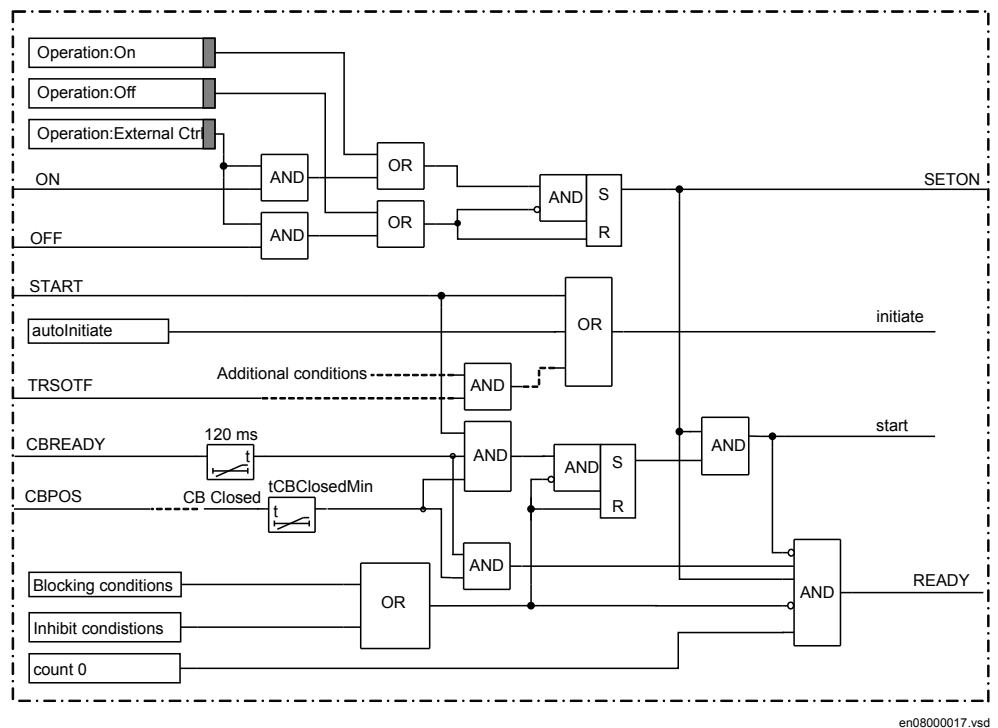 Operation:On
Operation:Off
Operation:External Ctrl
OR
ON
AND
SETON
AND
S
OR
AND
R
OFF
START
autoInitiate
OR
initiate
Additional conditions
TRSOTF
AND
start
120 ms
CBREADY
t
AND
AND
AND
S
tCBClosedMin
CBPOS
CB Closed
t
R
AND
READY
Blocking conditions
AND
OR
Inhibit condistions
count 0
en08000017.vsd